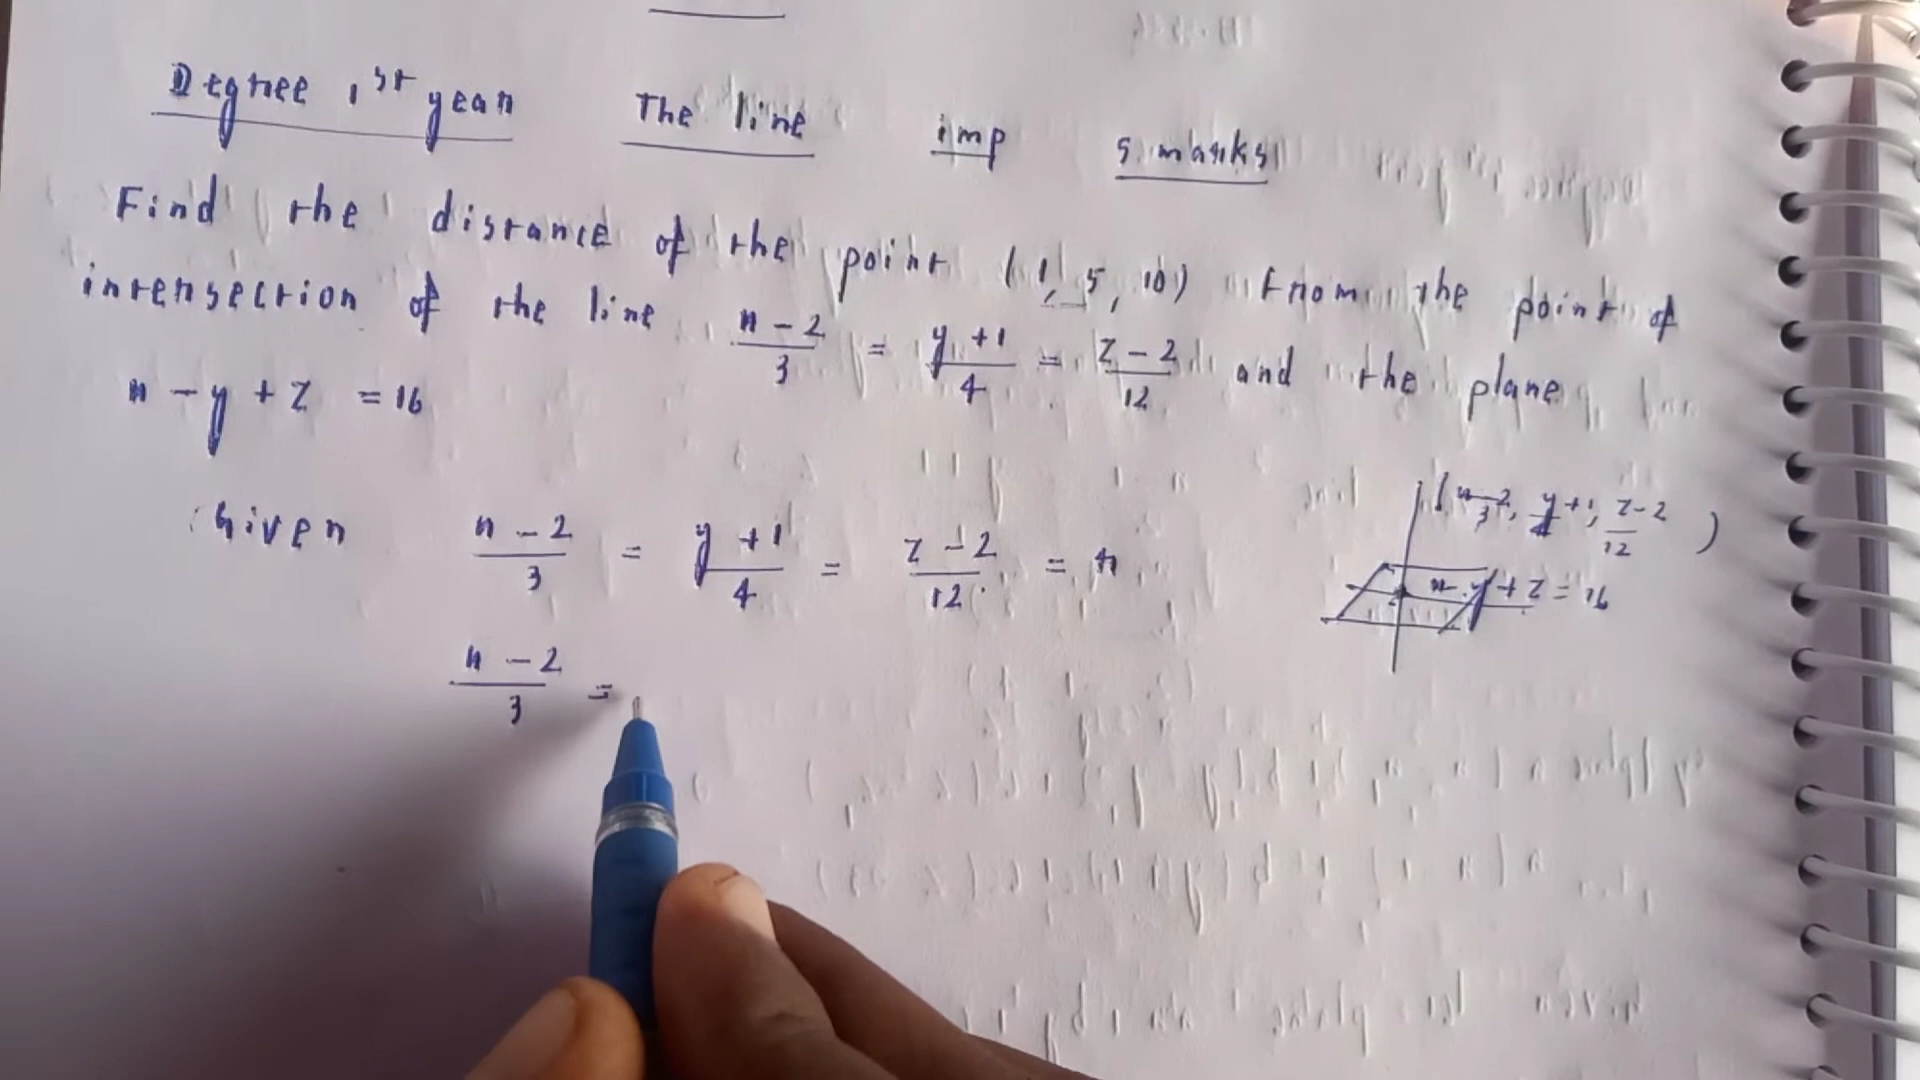 Degree 1st year The line imp 5 marks
Find the distance of the point (1, 5, 10) from the point of
intersection of the line x - 2 / 3 = y + 1 / 4 = z - 2 / 12 and the plane
x - y + z = 16
Given x - 2 / 3 = y + 1 / 4 = z - 2 / 12 = r
x - y + z = 16
x - 2 / 3 =